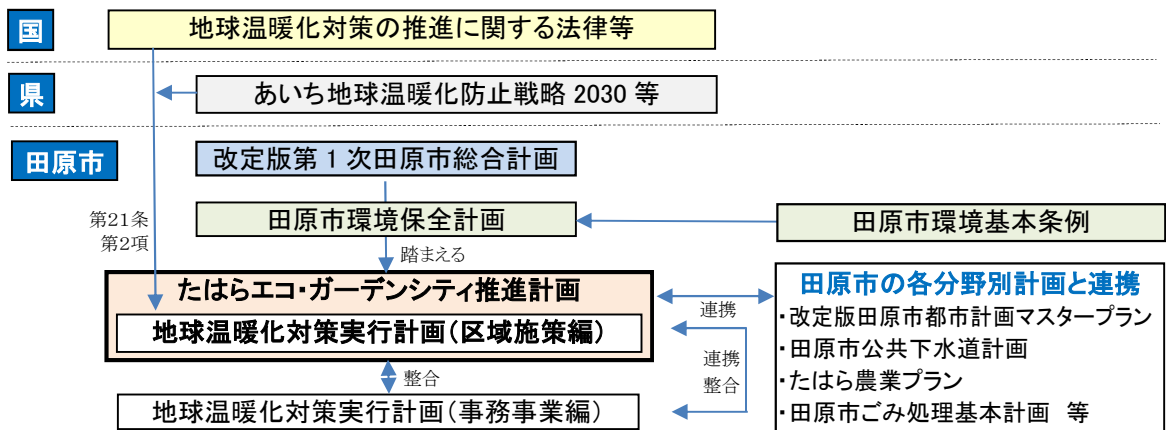 国
地球温暖化対策の推進に関する法律等
県
あいち地球温暖化防止戦略 2030 等
田原市
改定版第 1 次田原市総合計画
第21条
第2項
田原市環境保全計画
田原市環境基本条例
踏まえる
たはらエコ・ガーデンシティ推進計画
地球温暖化対策実行計画(区域施策編)
整合
地球温暖化対策実行計画(事務事業編)
連携
連携
整合
田原市の各分野別計画と連携
・改定版田原市都市計画マスタープラン
・田原市公共下水道計画
・たはら農業プラン
・田原市ごみ処理基本計画 等